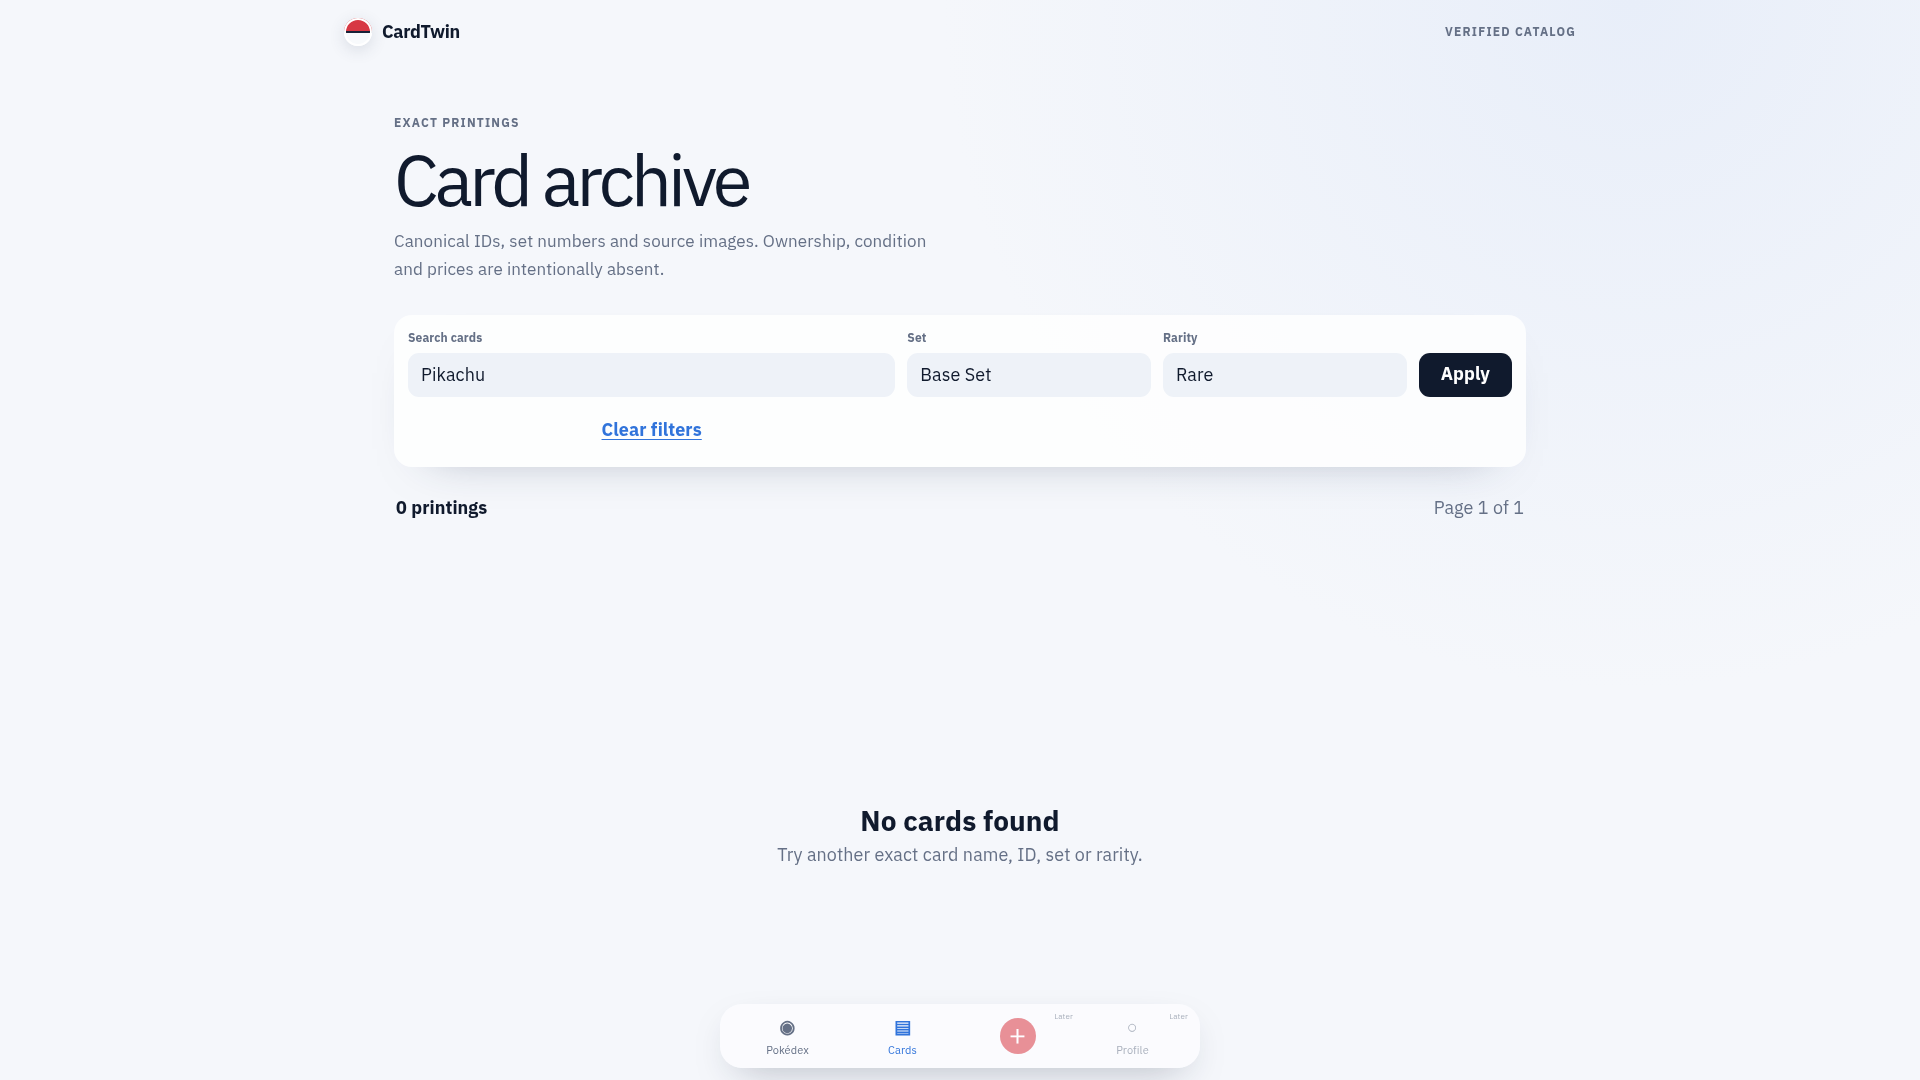 CardTwin
VERIFIED CATALOG
EXACT PRINTINGS
Card archive
Canonical IDs, set numbers and source images. Ownership, condition
and prices are intentionally absent.
Search cards
Set
Rarity
Pikachu
Base Set
Rare
Apply
Clear filters
0 printings
Page 1 of 1
No cards found
Try another exact card name, ID, set or rarity.
Later
Later
Pokédex
Cards
+
Profile